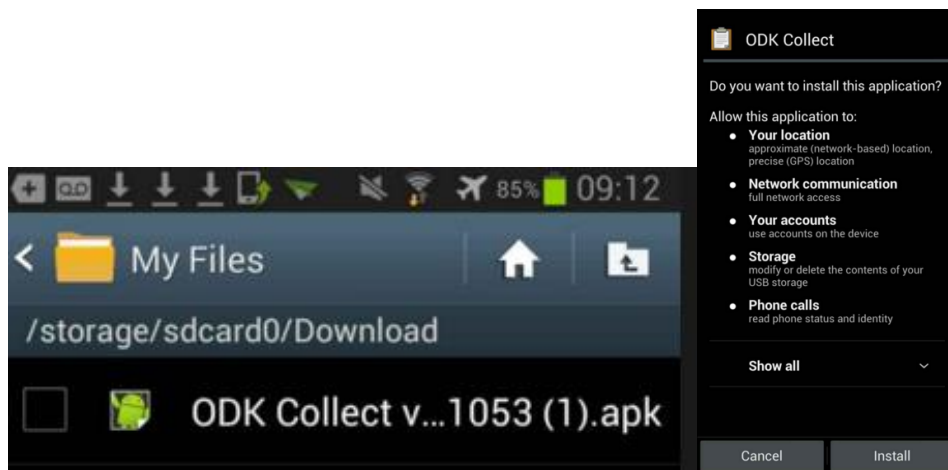 85% 09:12
My Files
/storage/sdcard0/Download
ODK Collect v...1053 (1).apk
ODK Collect
Do you want to install this application?
Allow this application to:
Your location
approximate (network-based) location,
precise (GPS) location
Network communication
full network access
Your accounts
use accounts on the device
Storage
modify or delete the contents of your
USB storage
Phone calls
read phone status and identity
Show all
Cancel
Install